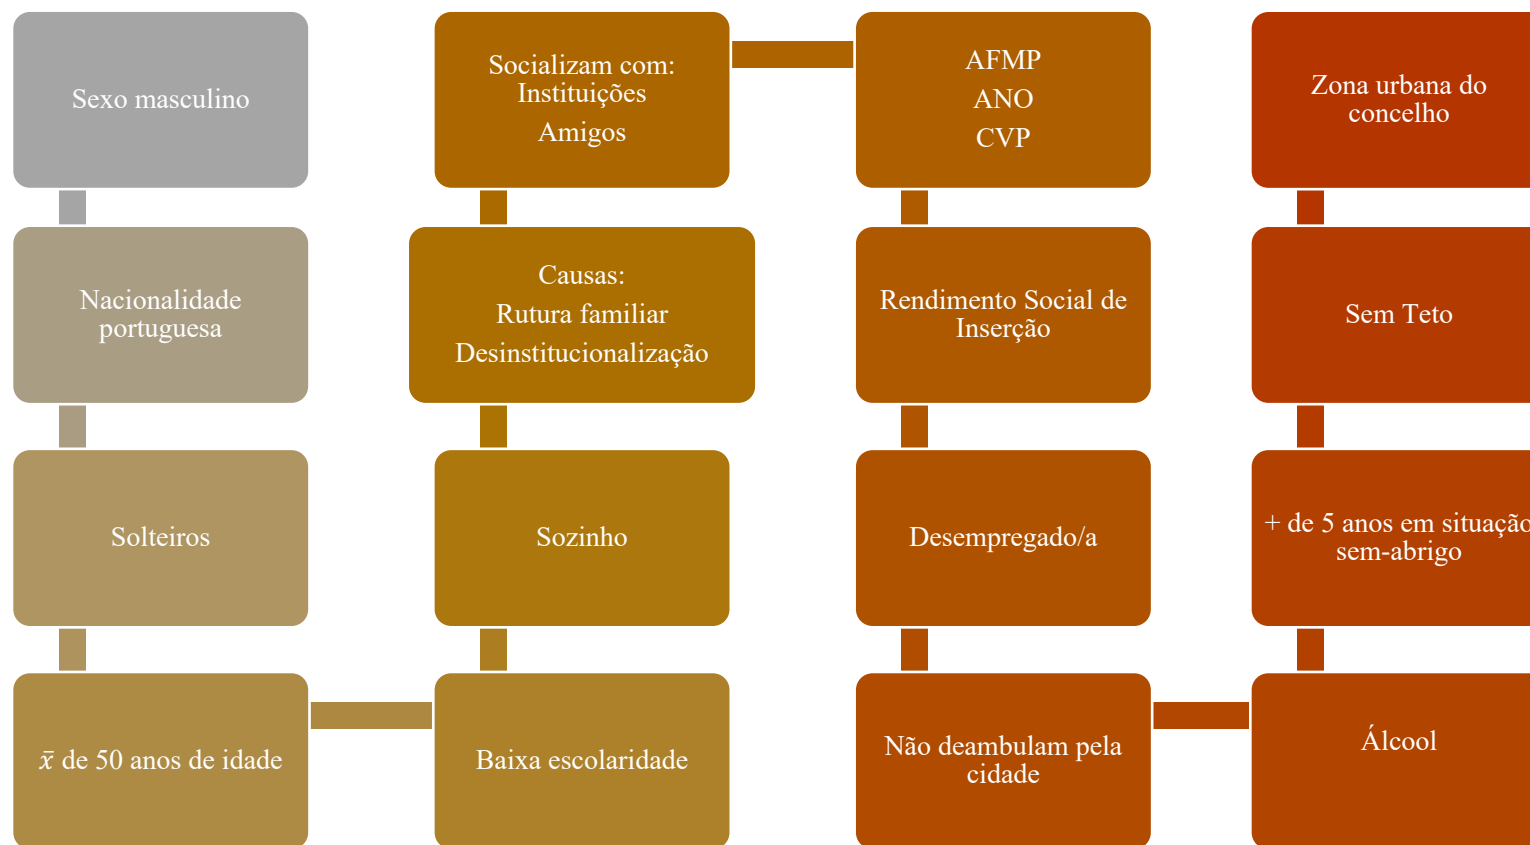 Sexo masculino
Nacionalidade
portuguesa
Solteiros
x̄ de 50 anos de idade
Baixa escolaridade
Sozinho
Causas:
Rutura familiar
Desinstitucionalização
Socializam com:
Instituições
Amigos
AFMP
ANO
CVP
Rendimento Social de
Inserção
Desempregado/a
Não deambulam pela
cidade
Álcool
+ de 5 anos em situação
sem-abrigo
Sem Teto
Zona urbana do
concelho